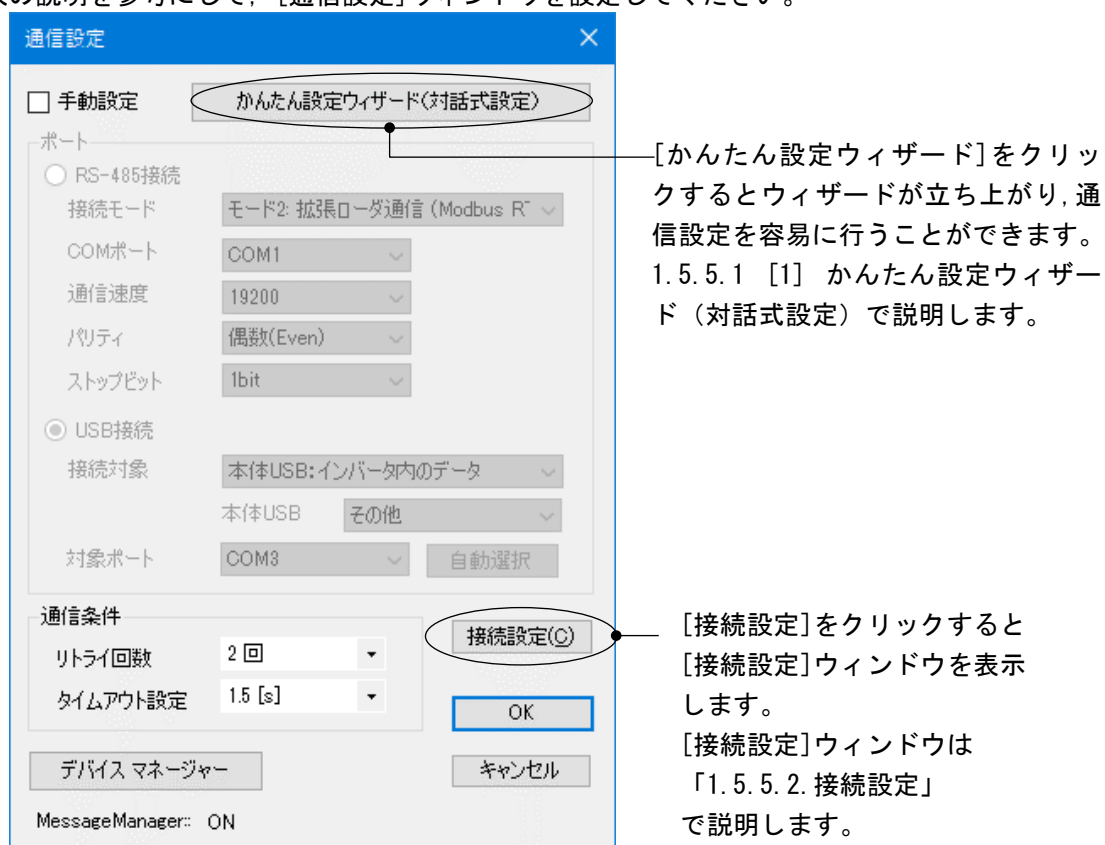 の説明を参考にして，[通信設定]ウィンドウを設定してください。
通信設定
手動設定
かんたん設定ウィザード(対話式設定)
ポート
RS-485接続
接続モード
モード2: 拡張ローダ通信 (Modbus R
COMポート
COM1
通信速度
19200
パリティ
偶数(Even)
ストップビット
1bit
USB接続
接続対象
本体USB:インバータ内のデータ
本体USB
その他
対象ポート
COM3
自動選択
通信条件
リトライ回数
2 回
タイムアウト設定
1.5 [s]
接続設定(C)
OK
デバイス マネージャー
キャンセル
MessageManager:: ON
[かんたん設定ウィザード]をクリッ
クするとウィザードが立ち上がり，通
信設定を容易に行うことができます。
1.5.5.1 [1] かんたん設定ウィザー
ド（対話式設定）で説明します。
[接続設定]をクリックすると
[接続設定]ウィンドウを表示
します。
[接続設定]ウィンドウは
「1.5.5.2.接続設定」
で説明します。